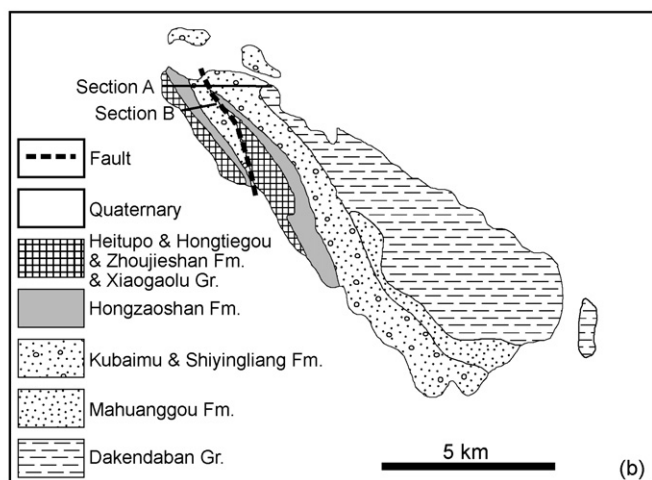 Section A
Section B
Fault
Quaternary
Heitupo & Hongtiegou
& Zhoujieshan Fm.
& Xiaogaolu Gr.
Hongzaoshan Fm.
Kubaimu & Shiyingliang Fm.
Mahuanggou Fm.
Dakendaban Gr.
5 km
(b)